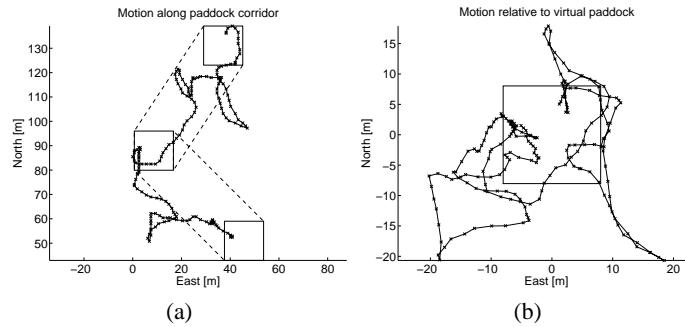 Motion along paddock corridor
130
120
110
100
90
80
70
60
50
North [m]
−20 0 20 40 60 80
East [m]
(a)
Motion relative to virtual paddock
15
10
5
0
−5
−10
−15
−20
North [m]
−20 −10 0 10 20
East [m]
(b)